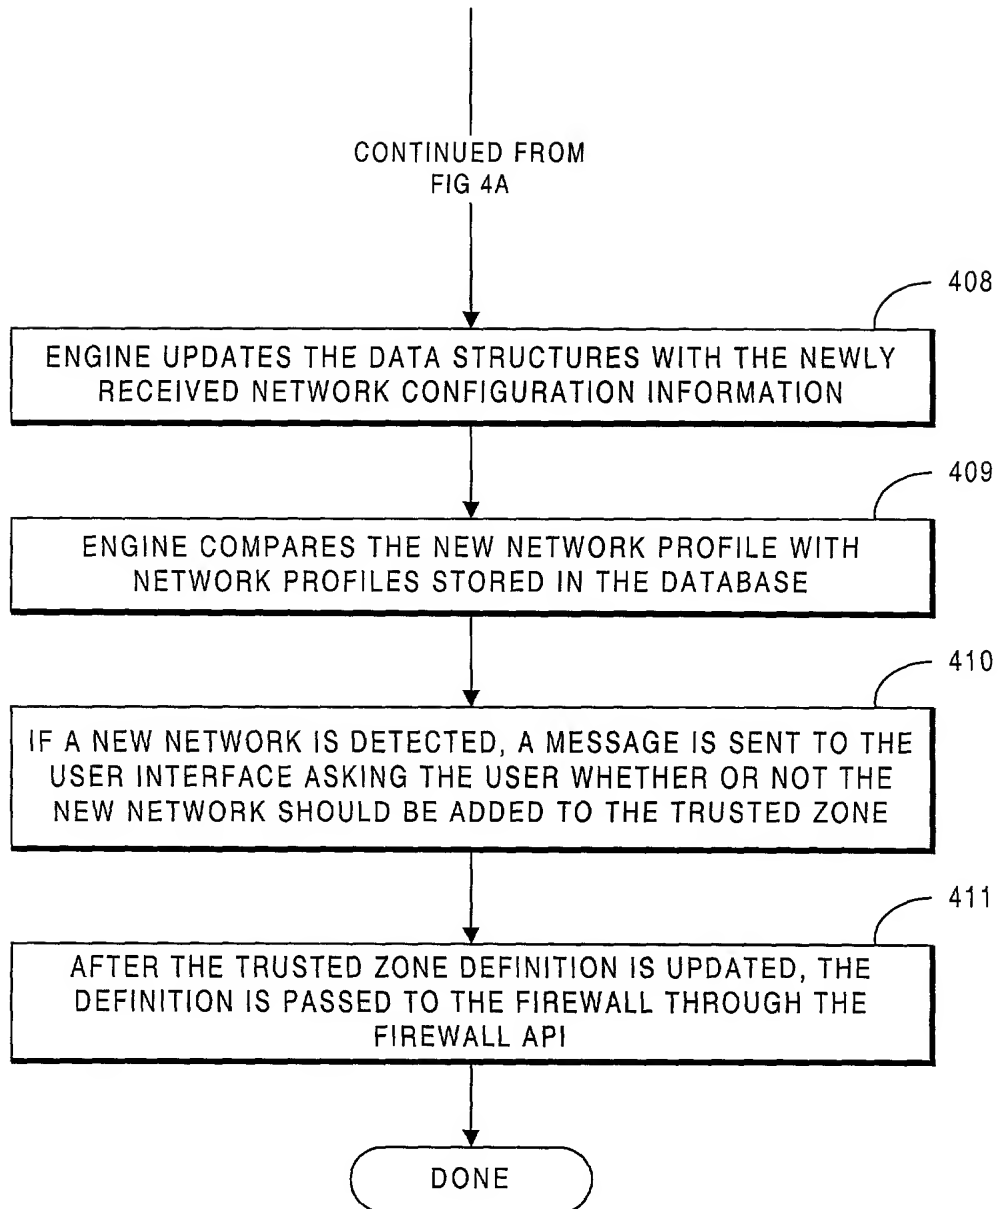 CONTINUED FROM
FIG 4A
408
ENGINE UPDATES THE DATA STRUCTURES WITH THE NEWLY
RECEIVED NETWORK CONFIGURATION INFORMATION
409
ENGINE COMPARES THE NEW NETWORK PROFILE WITH
NETWORK PROFILES STORED IN THE DATABASE
410
IF A NEW NETWORK IS DETECTED, A MESSAGE IS SENT TO THE
USER INTERFACE ASKING THE USER WHETHER OR NOT THE
NEW NETWORK SHOULD BE ADDED TO THE TRUSTED ZONE
411
AFTER THE TRUSTED ZONE DEFINITION IS UPDATED, THE
DEFINITION IS PASSED TO THE FIREWALL THROUGH THE
FIREWALL API
DONE